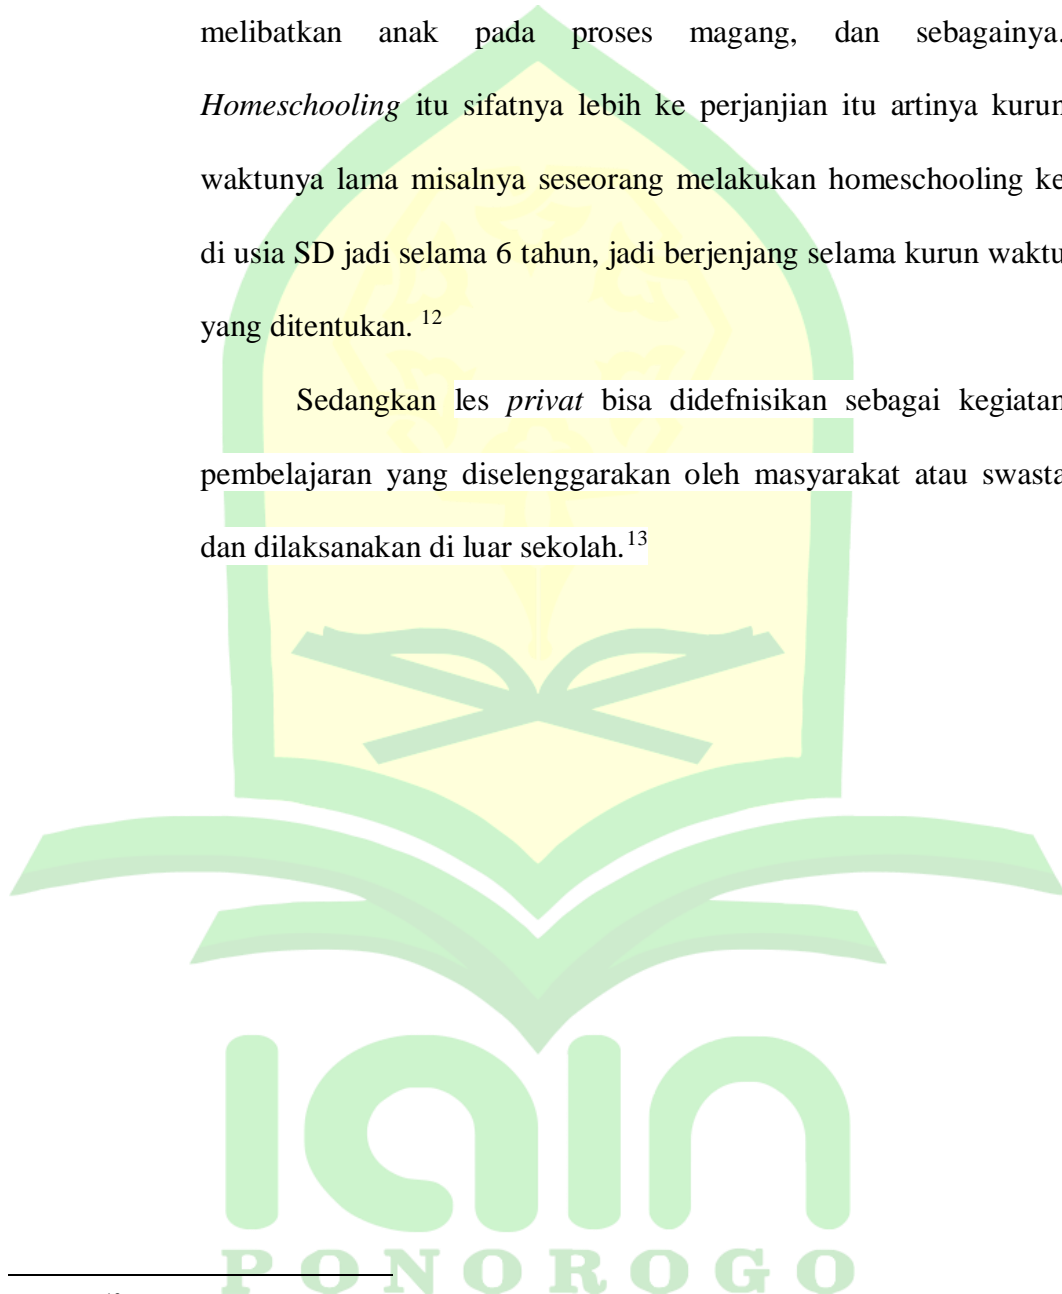 melibatkan anak pada proses magang, dan sebagainya.
Homeschooling itu sifatnya lebih ke perjanjian itu artinya kurun
waktunya lama misalnya seseorang melakukan homeschooling ke
di usia SD jadi selama 6 tahun, jadi berjenjang selama kurun waktu
yang ditentukan. 12
Sedangkan les privat bisa didefnisikan sebagai kegiatan
pembelajaran yang diselenggarakan oleh masyarakat atau swasta
dan dilaksanakan di luar sekolah.13
IAIN
PONOROGO